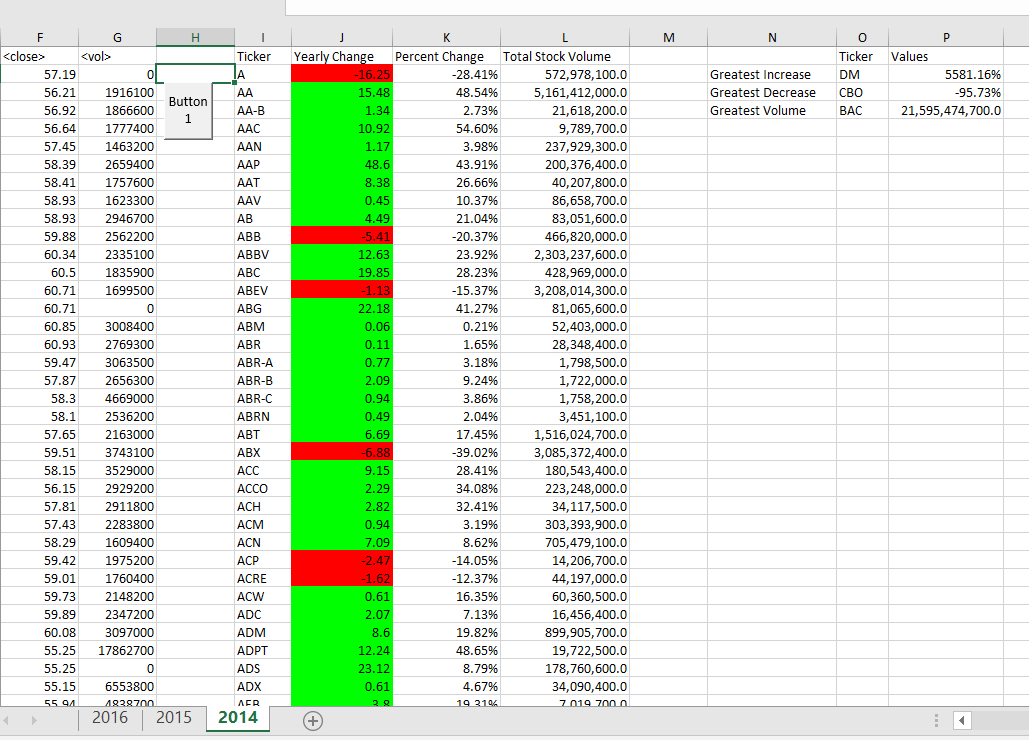 F G H I J K L M N O P
<close> <vol> Ticker Yearly Change Percent Change Total Stock Volume Ticker Values
57.19 0 A -16.25 -28.41% 572,978,100.0 Greatest Increase DM 5581.16%
56.21 1916100 AA 15.48 48.54% 5,161,412,000.0 Greatest Decrease CBO -95.73%
56.92 1866600 AA-B 1.34 2.73% 21,618,200.0 Greatest Volume BAC 21,595,474,700.0
Button
1
56.64 1777400 AAC 10.92 54.60% 9,789,700.0
57.45 1463200 AAN 1.17 3.98% 237,929,300.0
58.39 2659400 AAP 48.6 43.91% 200,376,400.0
58.41 1757600 AAT 8.38 26.66% 40,207,800.0
58.93 1623300 AAV 0.45 10.37% 86,658,700.0
58.93 2946700 AB 4.49 21.04% 83,051,600.0
59.88 2562200 ABB -5.41 -20.37% 466,820,000.0
60.34 2335100 ABBV 12.63 23.92% 2,303,237,600.0
60.5 1835900 ABC 19.85 28.23% 428,969,000.0
60.71 1699500 ABEV -1.13 -15.37% 3,208,014,300.0
60.71 0 ABG 22.18 41.27% 81,065,600.0
60.85 3008400 ABM 0.06 0.21% 52,403,000.0
60.93 2769300 ABR 0.11 1.65% 28,348,400.0
59.47 3063500 ABR-A 0.77 3.18% 1,798,500.0
57.87 2656300 ABR-B 2.09 9.24% 1,722,000.0
58.3 4669000 ABR-C 0.94 3.86% 1,758,200.0
58.1 2536200 ABRN 0.49 2.04% 3,451,100.0
57.65 2163000 ABT 6.69 17.45% 1,516,024,700.0
59.51 3743100 ABX -6.88 -39.02% 3,085,372,400.0
58.15 3529000 ACC 9.15 28.41% 180,543,400.0
56.15 2929200 ACCO 2.29 34.08% 223,248,000.0
57.81 2911800 ACH 2.82 32.41% 34,117,500.0
57.43 2283800 ACM 0.94 3.19% 303,393,900.0
58.29 1609400 ACN 7.09 8.62% 705,479,100.0
59.42 1975200 ACP -2.47 -14.05% 14,206,700.0
59.01 1760400 ACRE -1.62 -12.37% 44,197,000.0
59.73 2148200 ACW 0.61 16.35% 60,360,500.0
59.89 2347200 ADC 2.07 7.13% 16,456,400.0
60.08 3097000 ADM 8.6 19.82% 899,905,700.0
55.25 17862700 ADPT 12.24 48.65% 19,722,500.0
55.25 0 ADS 23.12 8.79% 178,760,600.0
55.15 6553800 ADX 0.61 4.67% 34,090,400.0
55.94 4838700 AEB 3.8 19.31% 7,019,700.0
2016 2015 2014